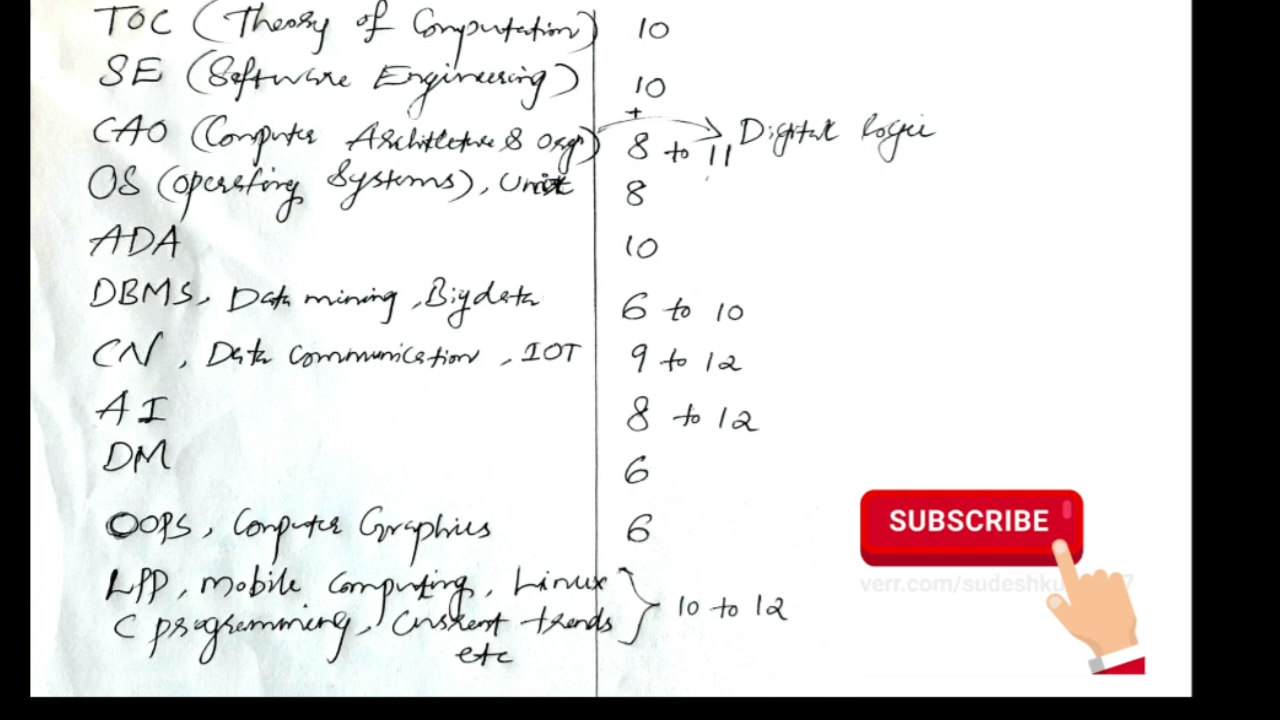 TOC (Theory of Computation) 10
SE (Software Engineering) 10
+
CAO (Computer Architecture & Org) 8 to 11 Digital Logic
OS (Operating Systems), Unix 8
ADA 10
DBMS, Data mining, Bigdata 6 to 10
CN, Data Communication, IOT 9 to 12
AI 8 to 12
DM 6
OOPS, Computer Graphics 6
LPP, mobile computing, Linux
C programming, Current trends 10 to 12
etc
SUBSCRIBE